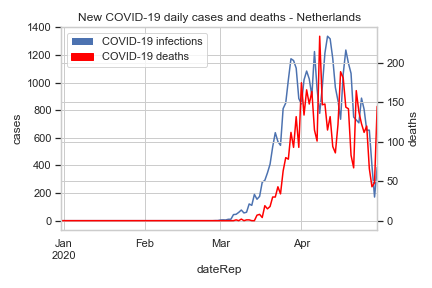 New COVID-19 daily cases and deaths - Netherlands
COVID-19 infections
COVID-19 deaths
1400
1200
1000
800
600
400
200
0
cases
200
150
100
50
0
deaths
Jan Feb Mar Apr
2020
dateRep